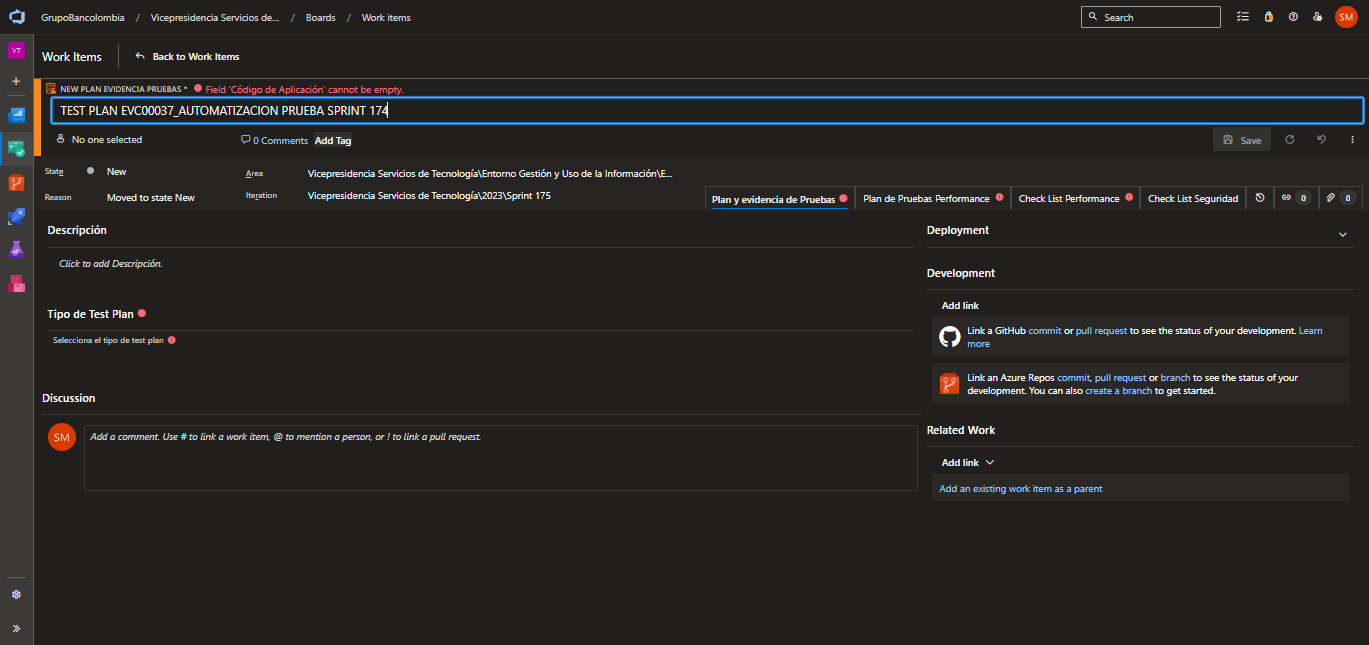 GrupoBancolombia / Vicepresidencia Servicios de... / Boards / Work items
Search
SM
VT
Work Items
Back to Work Items
NEW PLAN EVIDENCIA PRUEBAS * Field 'Código de Aplicación' cannot be empty.
TEST PLAN EVC00037_AUTOMATIZACION PRUEBA SPRINT 174
No one selected
0 Comments
Add Tag
Save
State
New
Area
Vicepresidencia Servicios de Tecnología\Entorno Gestión y Uso de la Información\E...
Reason
Moved to state New
Iteration
Vicepresidencia Servicios de Tecnología\2023\Sprint 175
Plan y evidencia de Pruebas
Plan de Pruebas Performance
Check List Performance
Check List Seguridad
0
0
Descripción
Click to add Descripción.
Tipo de Test Plan
Selecciona el tipo de test plan
Discussion
SM
Add a comment. Use # to link a work item, @ to mention a person, or ! to link a pull request.
Deployment
Development
Add link
Link a GitHub commit or pull request to see the status of your development. Learn
more
Link an Azure Repos commit, pull request or branch to see the status of your
development. You can also create a branch to get started.
Related Work
Add link
Add an existing work item as a parent